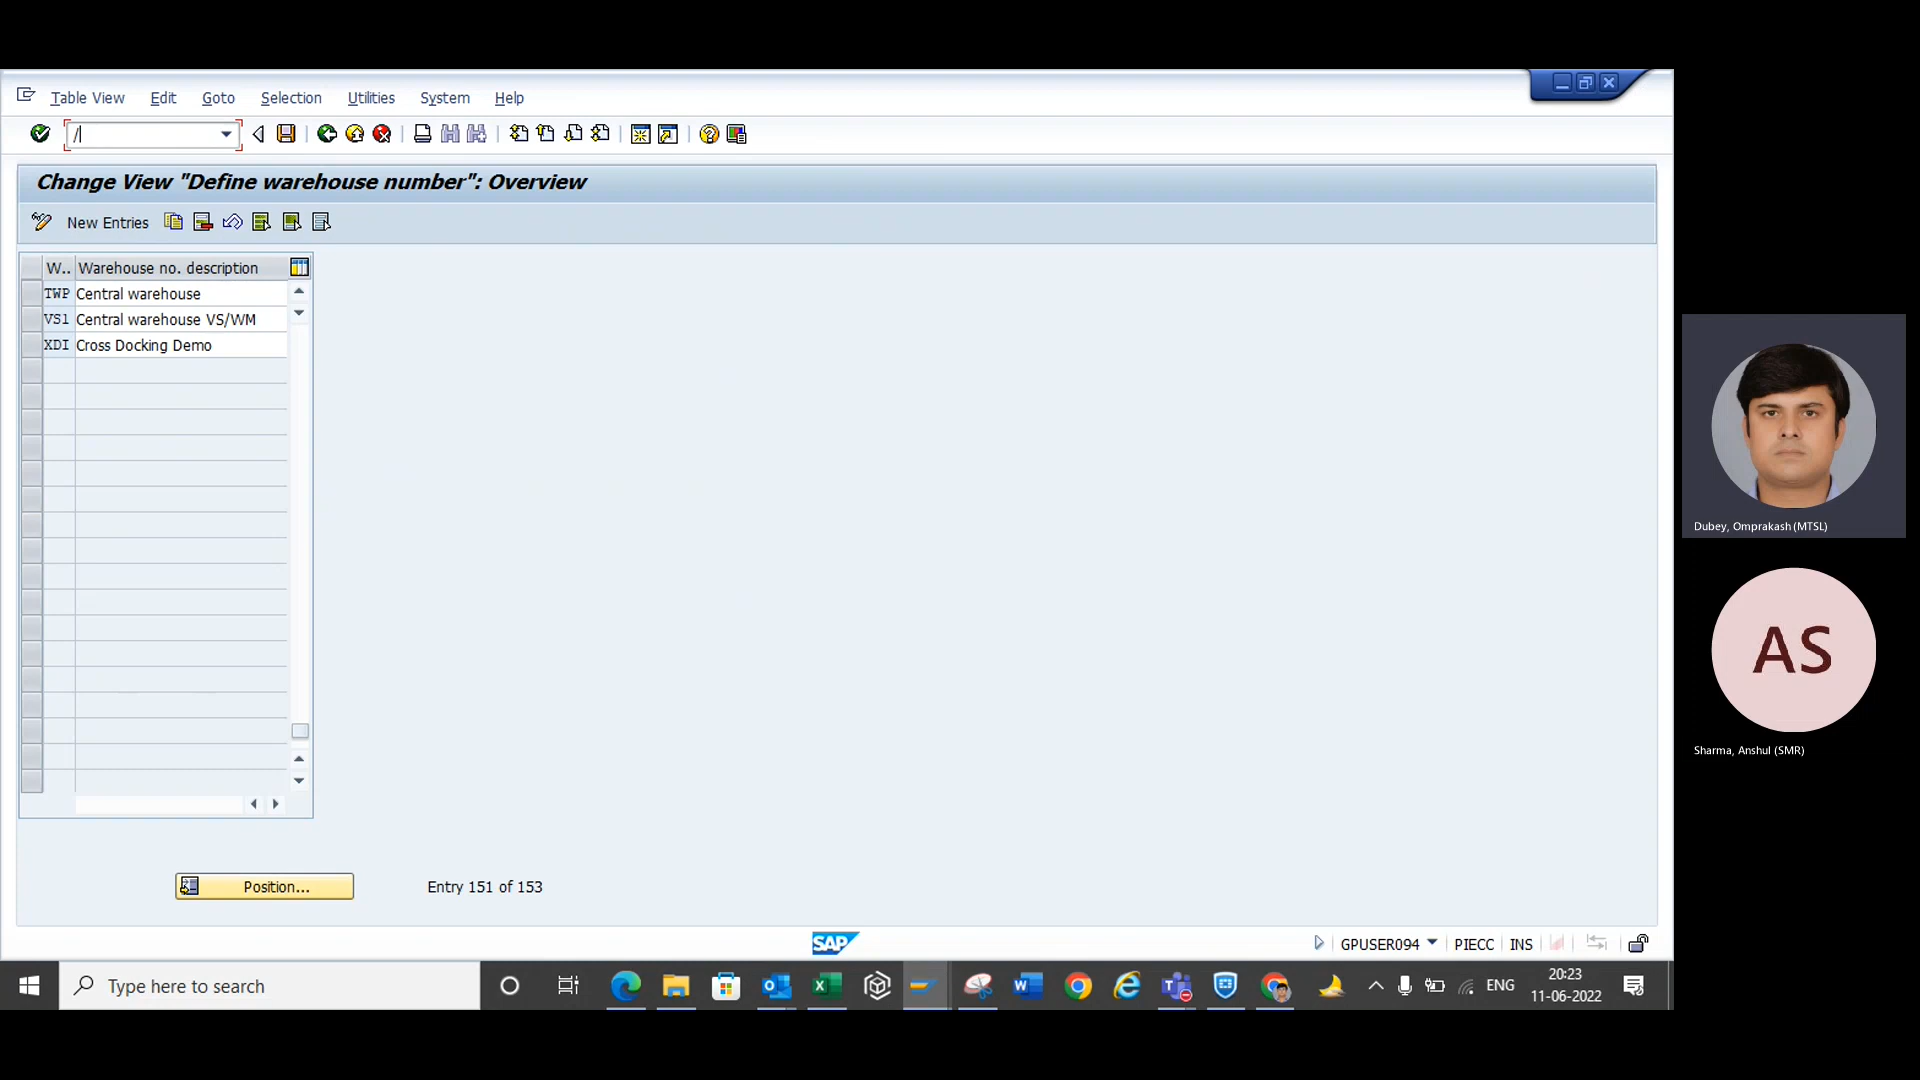 Table View Edit Goto Selection Utilities System Help
/
Change View "Define warehouse number": Overview
New Entries
W.. Warehouse no. description
TWP Central warehouse
VS1 Central warehouse VS/WM
XDI Cross Docking Demo
Position... Entry 151 of 153
SAP
GPUSER094 PIECC INS
Type here to search
ENG
20:23
11-06-2022
Dubey, Omprakash (MTSL)
AS
Sharma, Anshul (SMR)